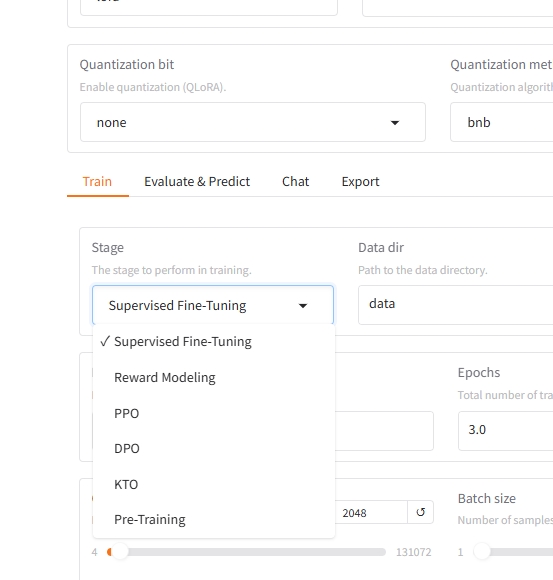 Quantization bit
Quantization met
Enable quantization (QLoRA).
Quantization algorith
none
bnb
Train
Evaluate & Predict
Chat
Export
Stage
Data dir
The stage to perform in training.
Path to the data directory.
Supervised Fine-Tuning
data
✓ Supervised Fine-Tuning
Reward Modeling
PPO
DPO
KTO
Pre-Training
Epochs
Total number of tra
3.0
2048
↺
Batch size
Number of samples
4
131072
1